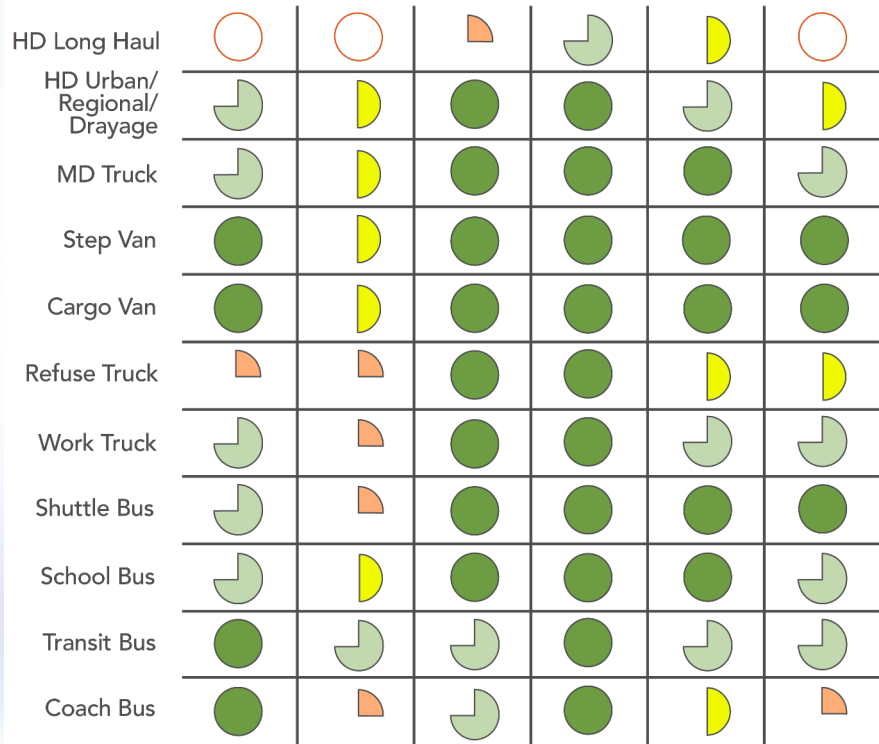 HD Long Haul
HD Urban/
Regional/
Drayage
MD Truck
Step Van
Cargo Van
Refuse Truck
Work Truck
Shuttle Bus
School Bus
Transit Bus
Coach Bus